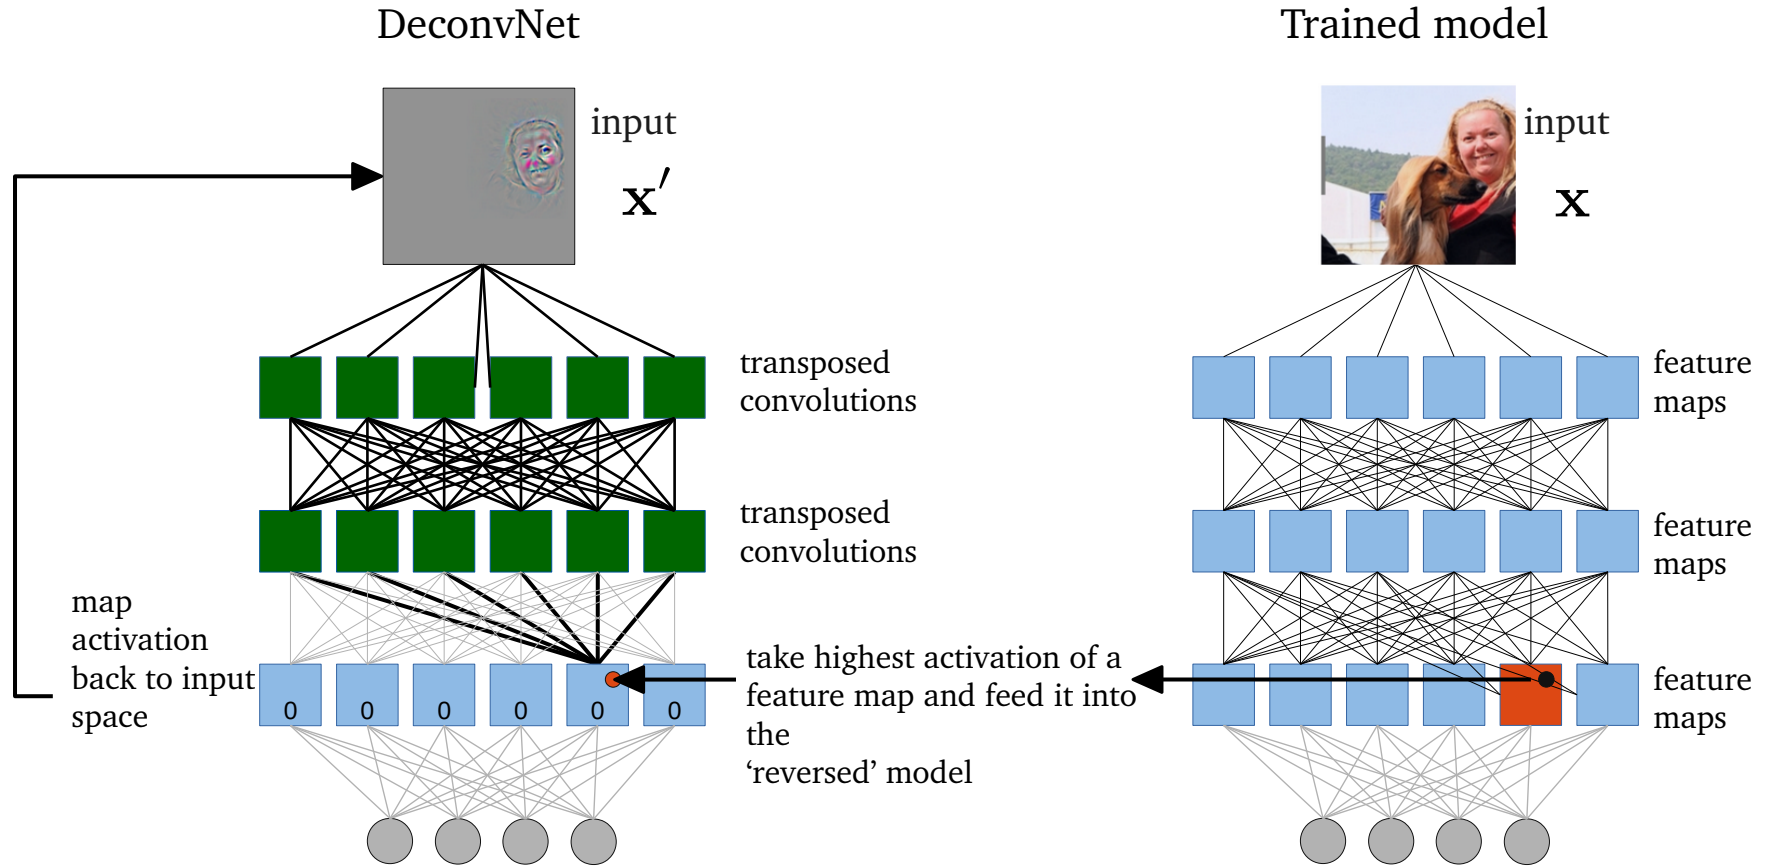 DeconvNet
Trained model
input
x′
input
x
transposed
convolutions
feature
maps
transposed
convolutions
feature
maps
map
activation
back to input
space
take highest activation of a
feature map and feed it into
the
‘reversed’ model
feature
maps
0 0 0 0 0 0